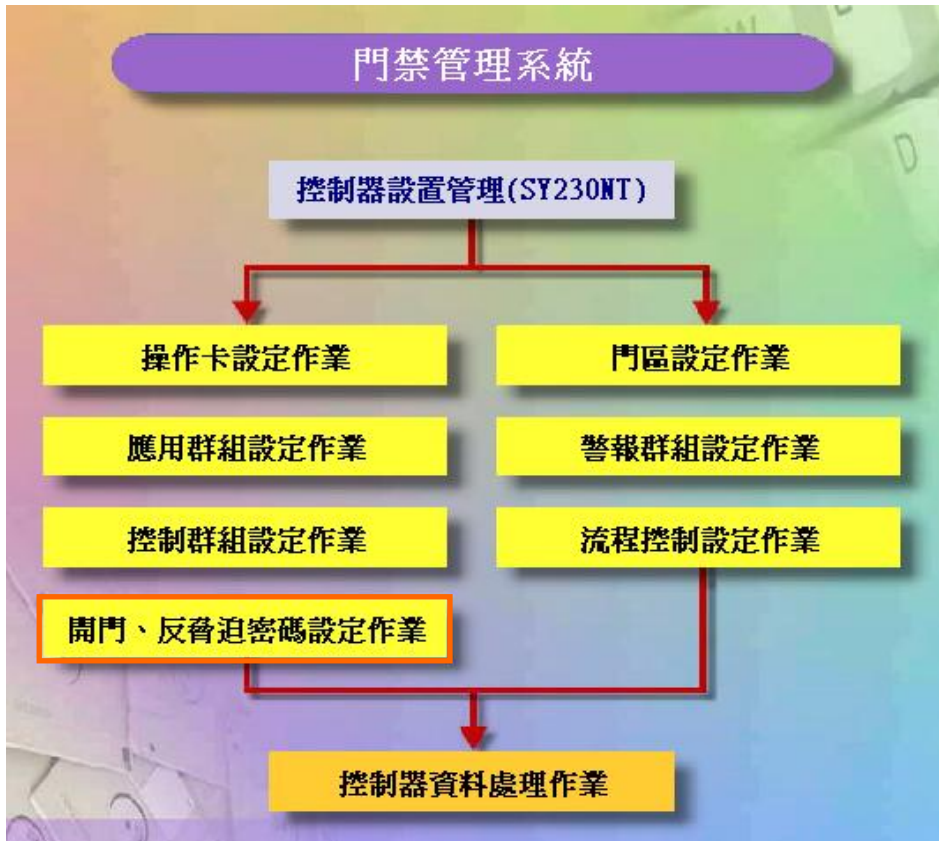 門禁管理系統
控制器設置管理(SY230NT)
操作卡設定作業
門區設定作業
應用群組設定作業
警報群組設定作業
控制群組設定作業
流程控制設定作業
開門、反脅迫密碼設定作業
控制器資料處理作業
D